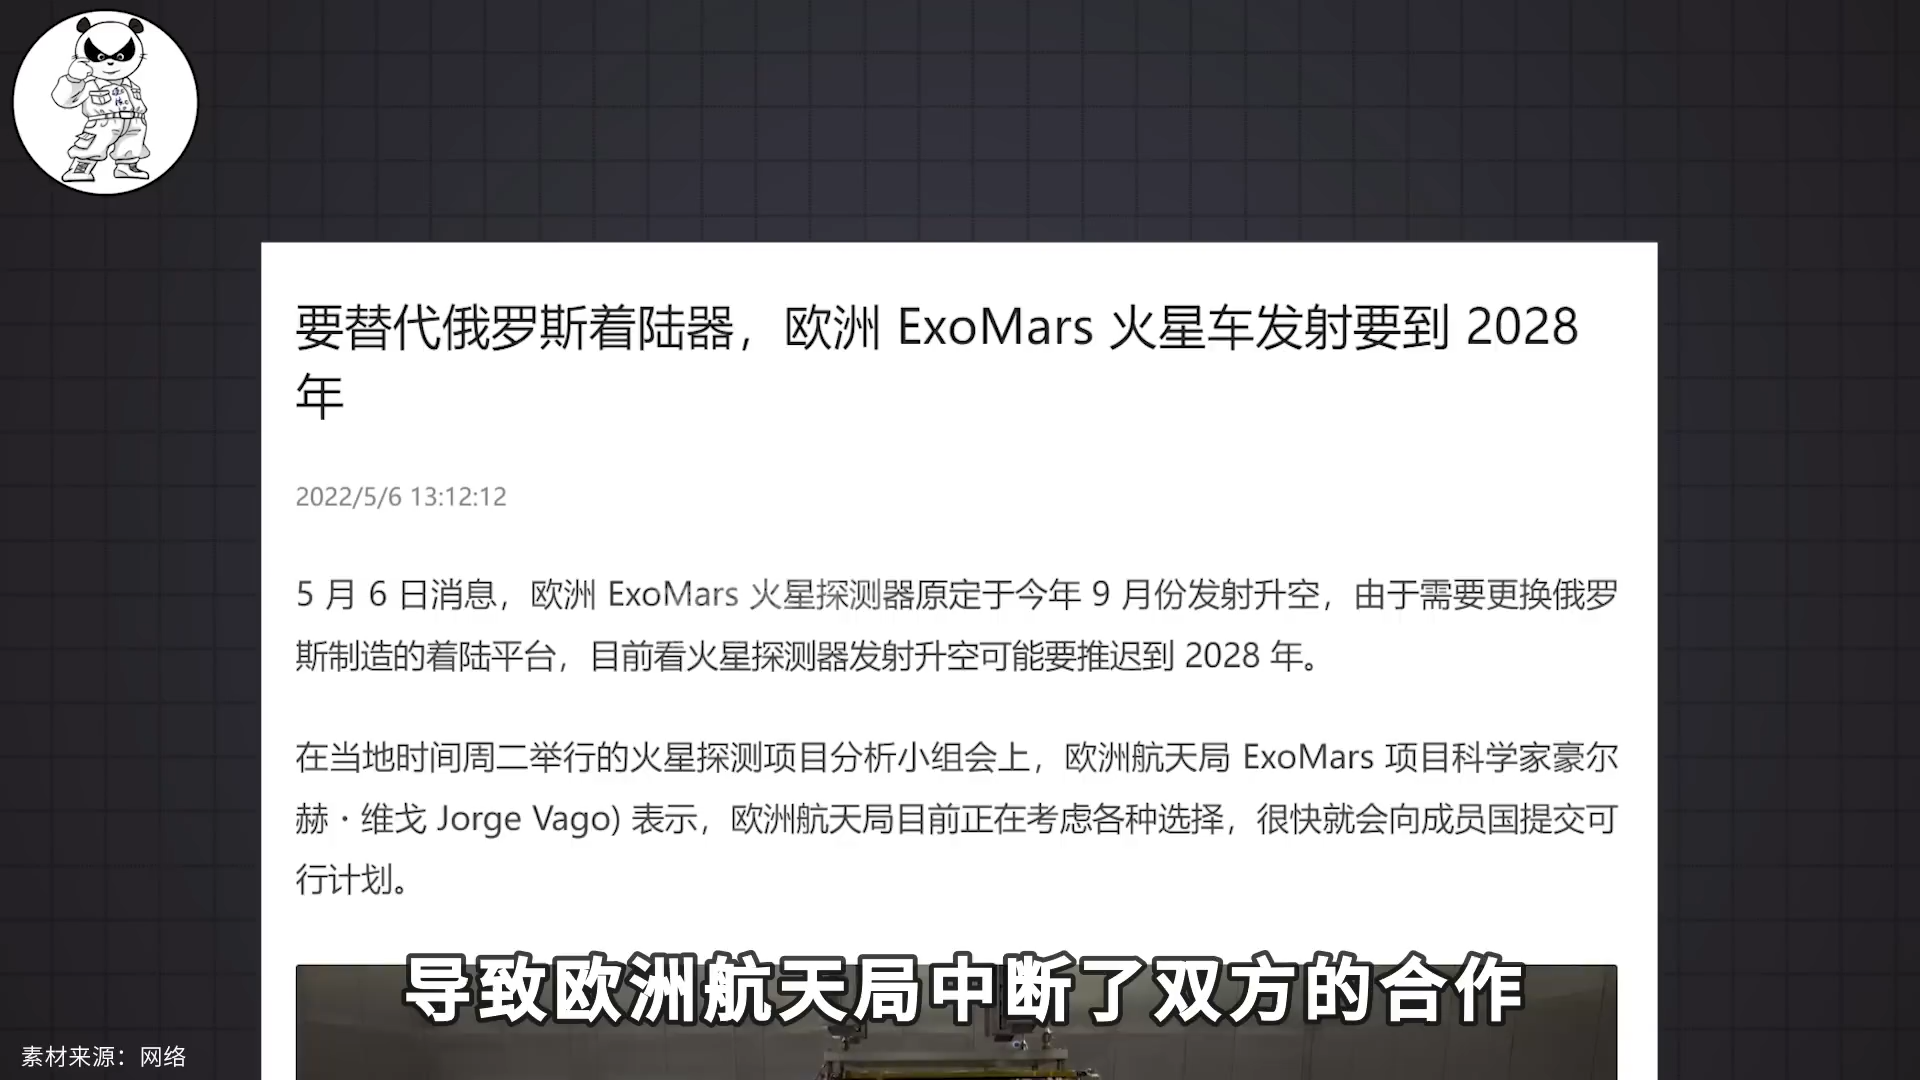 要替代俄罗斯着陆器，欧洲 ExoMars 火星车发射要到 2028
年
2022/5/6 13:12:12
5 月 6 日消息，欧洲 ExoMars 火星探测器原定于今年 9 月份发射升空，由于需要更换俄罗
斯制造的着陆平台，目前看火星探测器发射升空可能要推迟到 2028 年。
在当地时间周二举行的火星探测项目分析小组会上，欧洲航天局 ExoMars 项目科学家豪尔
赫・维戈 Jorge Vago) 表示，欧洲航天局目前正在考虑各种选择，很快就会向成员国提交可
行计划。
导致欧洲航天局中断了双方的合作
素材来源：网络